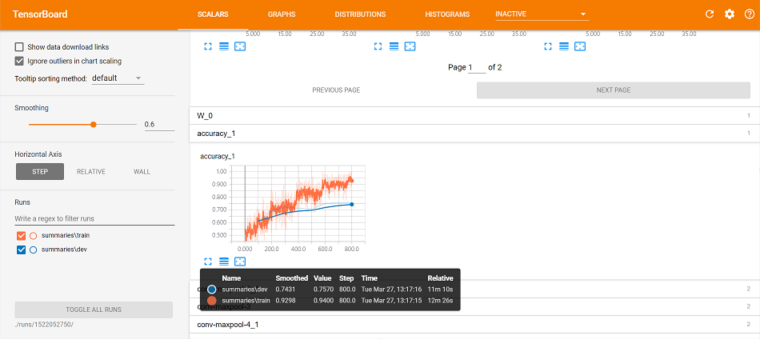 TensorBoard SCALARS GRAPHS DISTRIBUTIONS HISTOGRAMS INACTIVE
Show data download links
Ignore outliers in chart scaling
Tooltip sorting method: default
Smoothing
0.6
Horizontal Axis
STEP RELATIVE WALL
Runs
Write a regex to filter runs
summaries\train
summaries\dev
TOGGLE ALL RUNS
./runs/1522052750/
5.000 15.00 25.00 35.00 5.000 15.00 25.00 35.00 5.000 15.00 25.00 35.00
Page 1 of 2
PREVIOUS PAGE NEXT PAGE
W_0 1
accuracy_1 1
accuracy_1
1.00
0.900
0.800
0.700
0.600
0.500
0.000 200.0 400.0 600.0 800.0
Name Smoothed Value Step Time Relative
summaries\dev 0.7431 0.7570 800.0 Tue Mar 27, 13:17:16 11m 10s
summaries\train 0.9298 0.9400 800.0 Tue Mar 27, 13:17:15 12m 26s
2
conv-maxpool-3 2
conv-maxpool-4_1 2